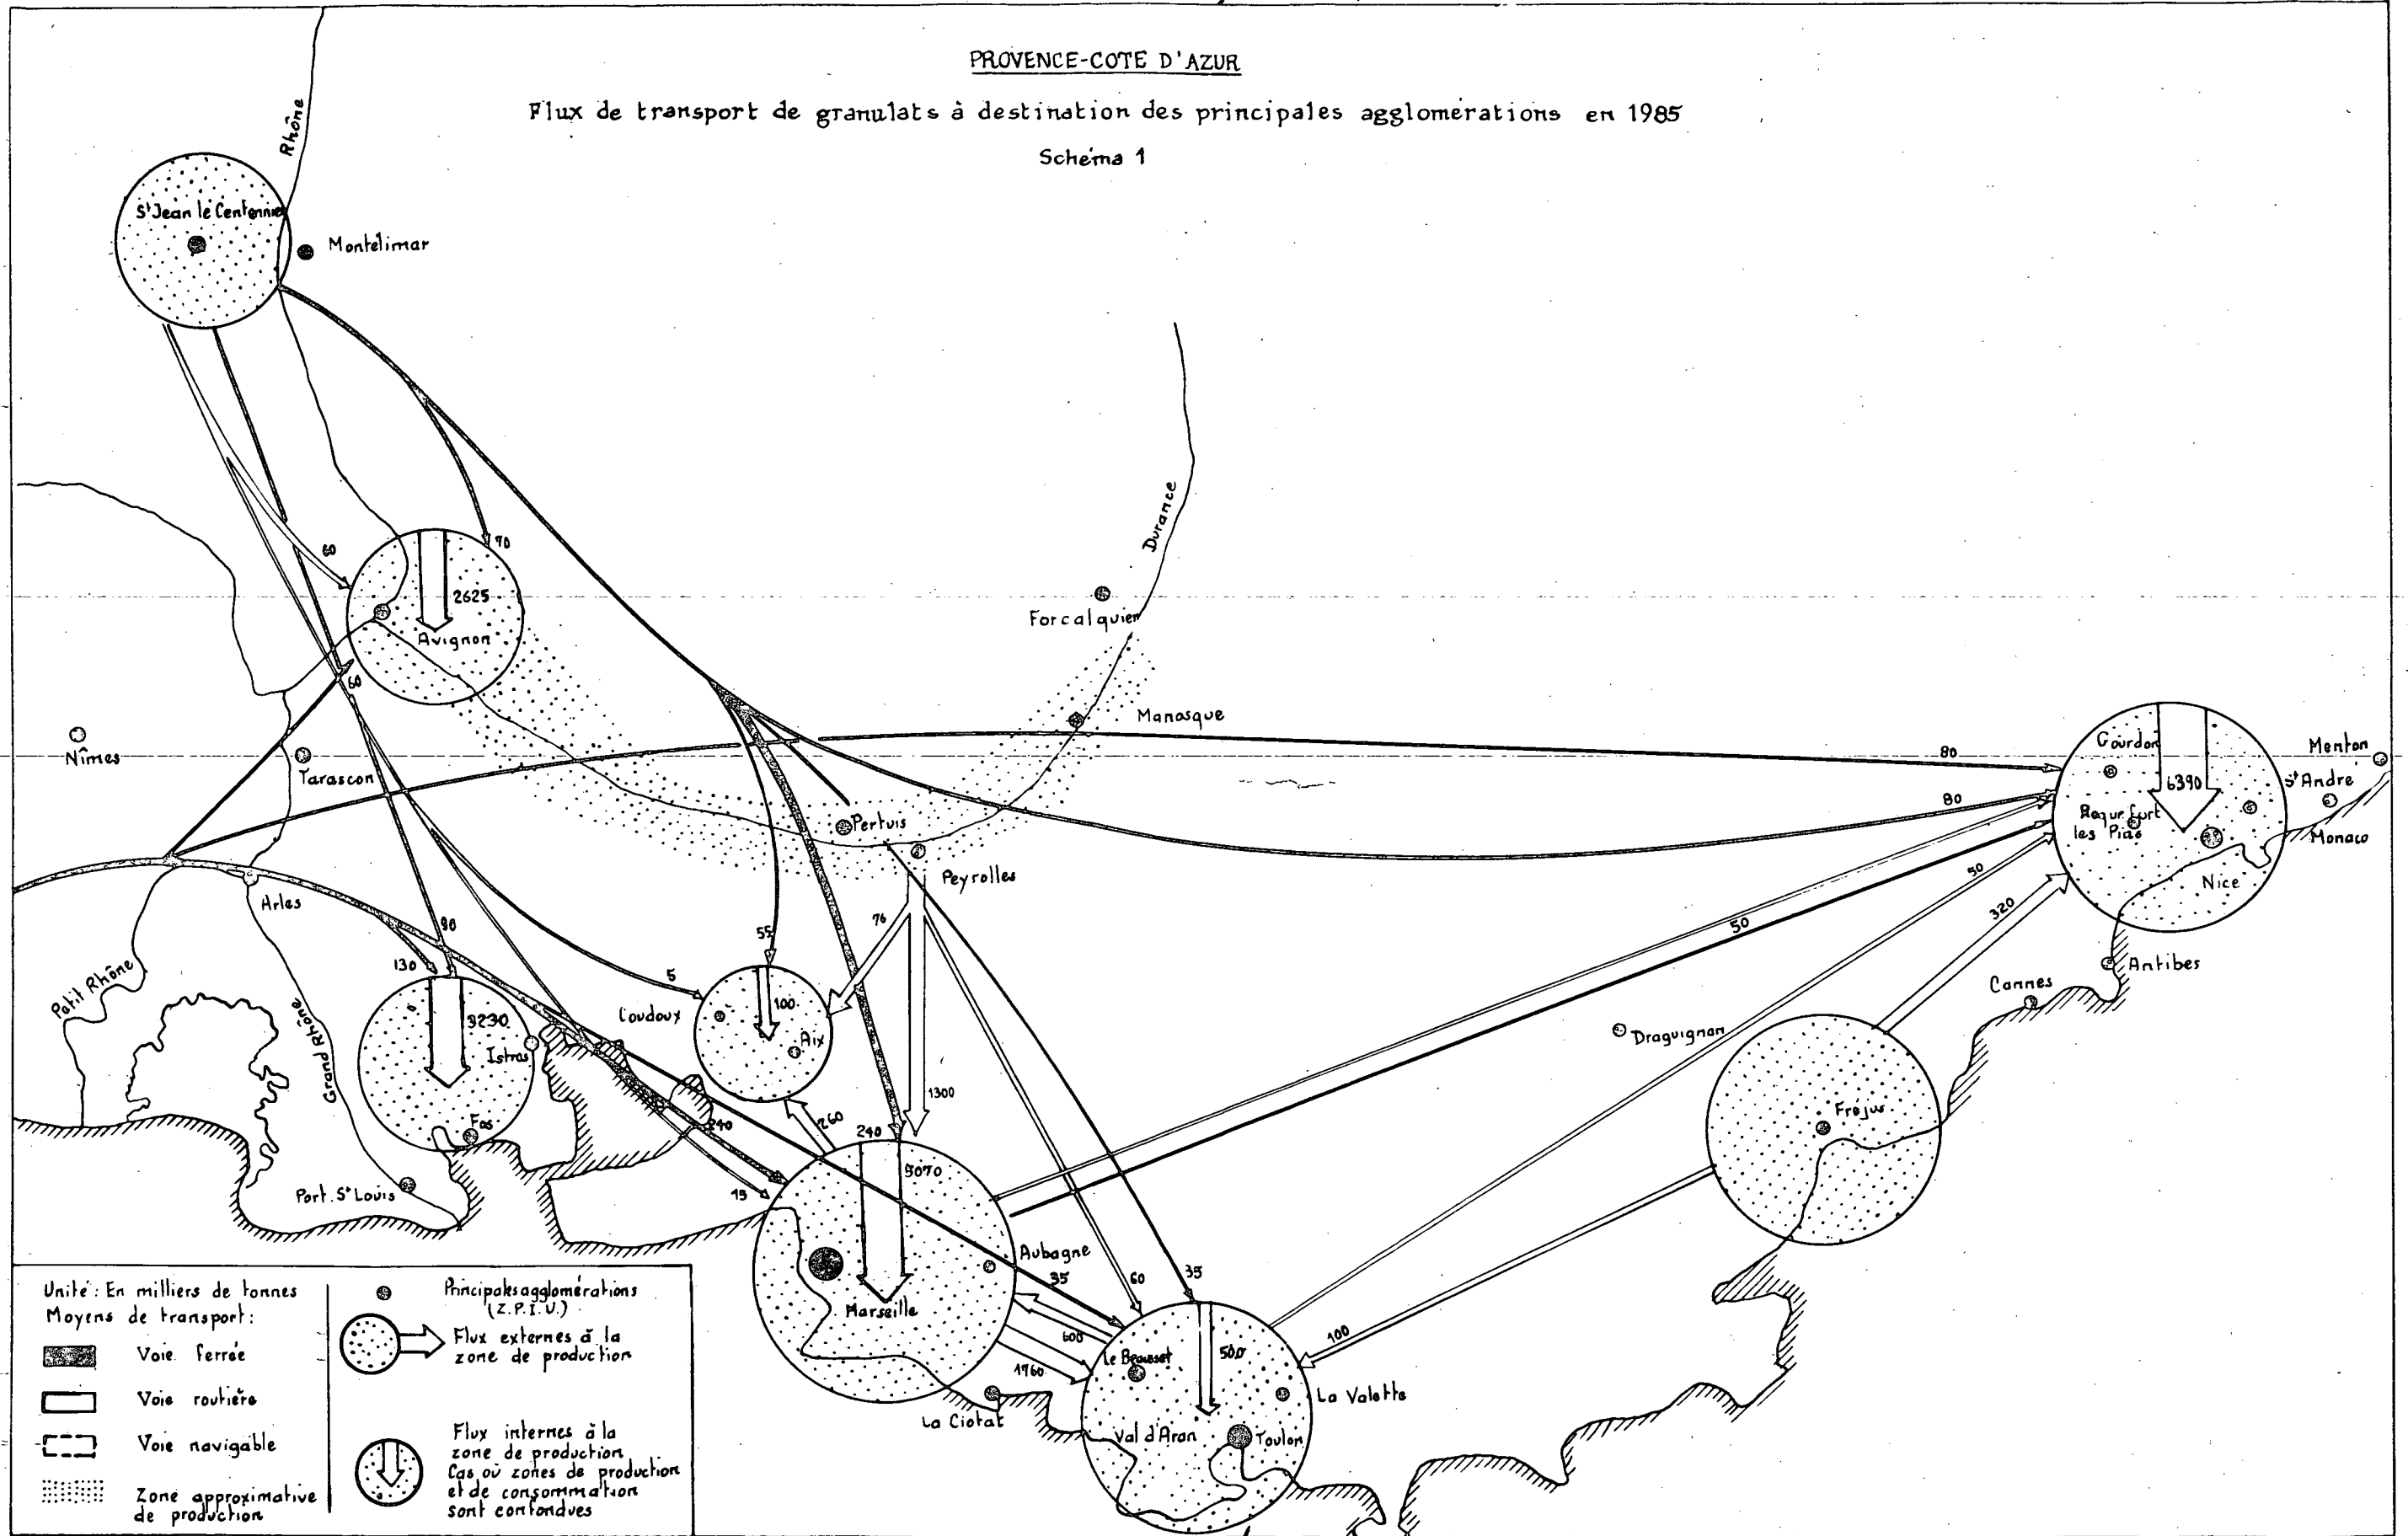 PROVENCE-COTE D'AZUR
Flux de transport de granulats à destination des principales agglomérations en 1985
Schéma 1
Rhône
St Jean le Centennier
Montélimar
Durance
60
70
2625
Avignon
Forcalquier
60
Manosque
Nîmes
Tarascon
80
80
Gourdon
Menton
6390
St André
Roquefort
les Pins
Monaco
Nice
Pertuis
Peyrolles
Arles
90
130
5
55
76
50
50
320
Antibes
Cannes
Petit Rhône
Grand Rhône
3230
Istres
Coudoux
100
Aix
Draguignan
Fréjus
Fos
Port St Louis
240
260
240
1300
15
5070
Aubagne
35
60
35
Marseille
600
1760
100
Le Beausset
500
La Valette
La Ciotat
Val d'Aran
Toulon
Unité: En milliers de tonnes
Moyens de transport:
Voie ferrée
Voie routière
Voie navigable
Zone approximative
de production
Principales agglomérations
(Z.P.I.U.)
Flux externes à la
zone de production
Flux internes à la
zone de production
Cas où zones de production
et de consommation
sont confondues